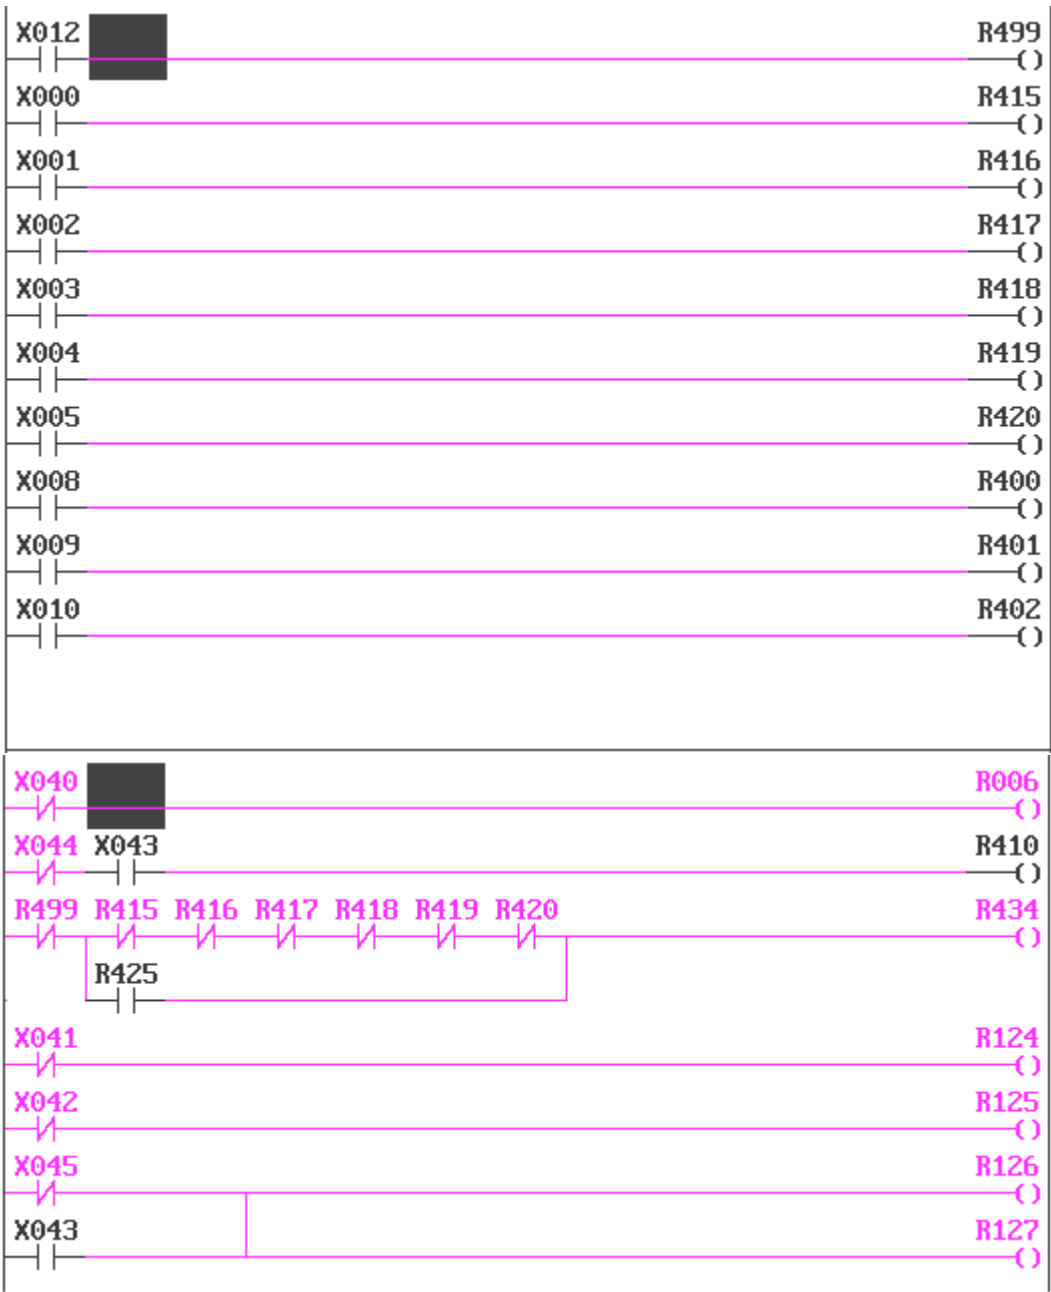 X012 R499
X000 R415
X001 R416
X002 R417
X003 R418
X004 R419
X005 R420
X008 R400
X009 R401
X010 R402
X040 R006
X044 X043 R410
R499 R415 R416 R417 R418 R419 R420 R434
R425
X041 R124
X042 R125
X045 R126
X043 R127